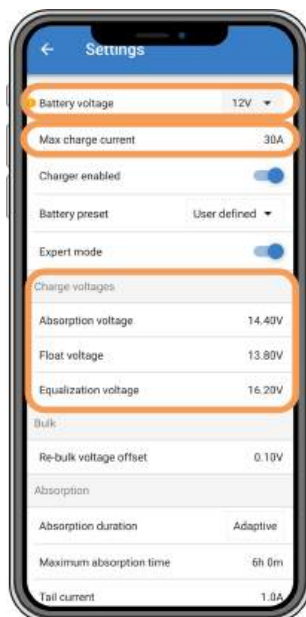 Settings
Battery voltage 12V
Max charge current 30A
Charger enabled
Battery preset User defined
Expert mode
Charge voltages
Absorption voltage 14.40V
Float voltage 13.80V
Equalization voltage 16.20V
Bulk
Re-bulk voltage offset 0.10V
Absorption
Absorption duration Adaptive
Maximum absorption time 6h 0m
Tail current 1.0A